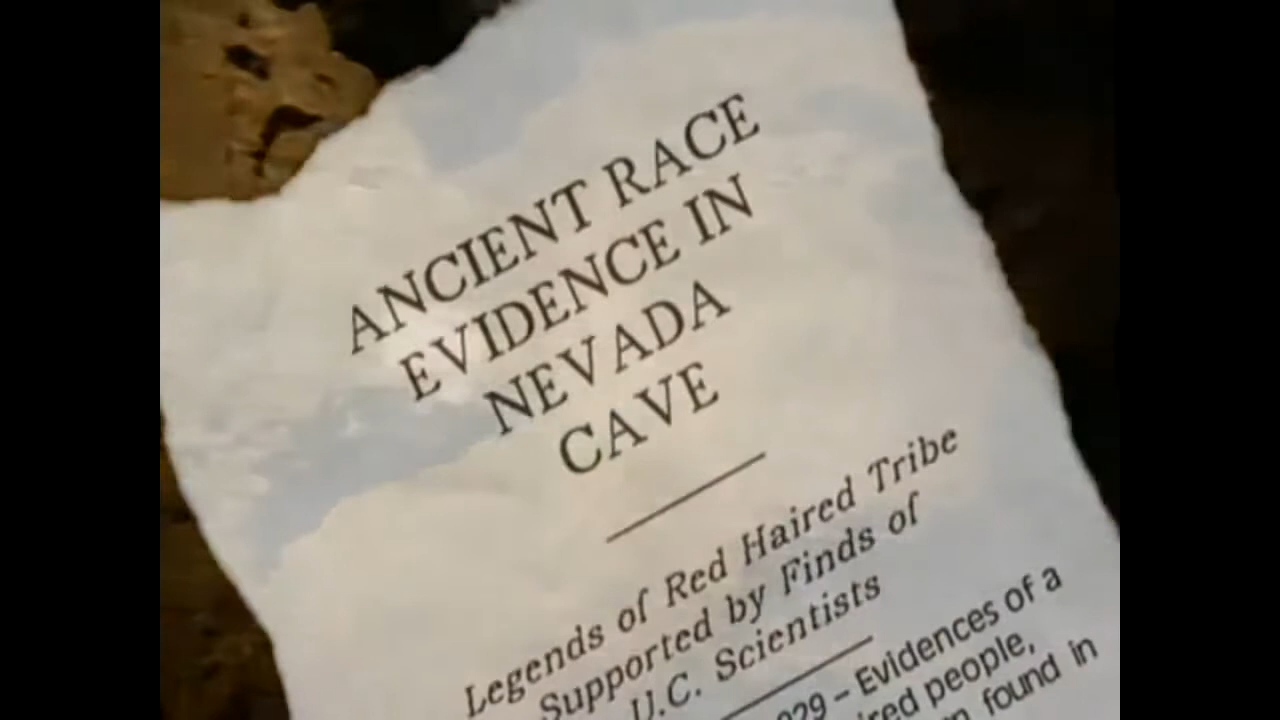 ANCIENT RACE
EVIDENCE IN
NEVADA
CAVE
Legends of Red Haired Tribe
Supported by Finds of
U.C. Scientists
– Evidences of a
people,
found in